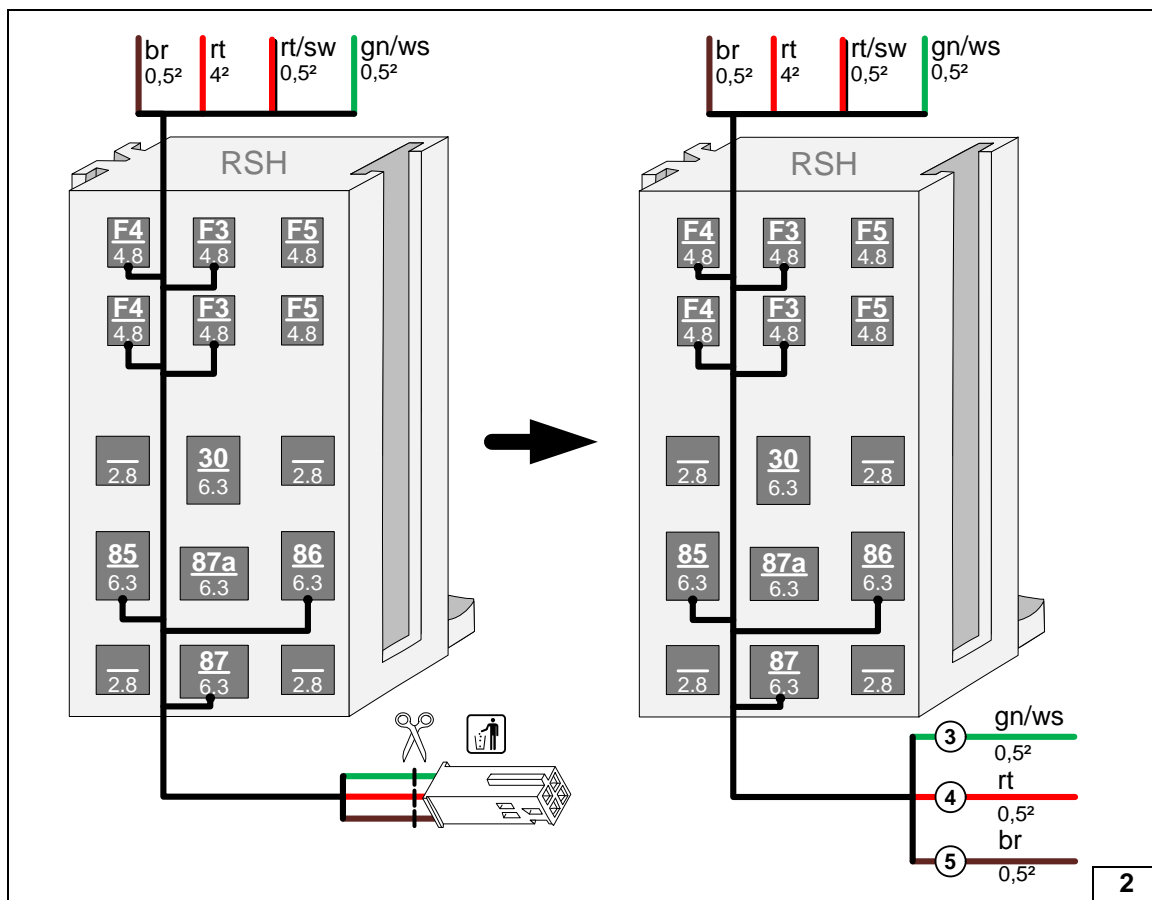 br rt rt/sw gn/ws
0,5² 4² 0,5² 0,5²
RSH
F4 F3 F5
4.8 4.8 4.8
F4 F3 F5
4.8 4.8 4.8
30
2.8 6.3 2.8
85 87a 86
6.3 6.3 6.3
87
2.8 6.3 2.8
br rt rt/sw gn/ws
0,5² 4² 0,5² 0,5²
RSH
F4 F3 F5
4.8 4.8 4.8
F4 F3 F5
4.8 4.8 4.8
30
2.8 6.3 2.8
85 87a 86
6.3 6.3 6.3
87
2.8 6.3 2.8
3 gn/ws
0,5²
4 rt
0,5²
5 br
0,5²
2